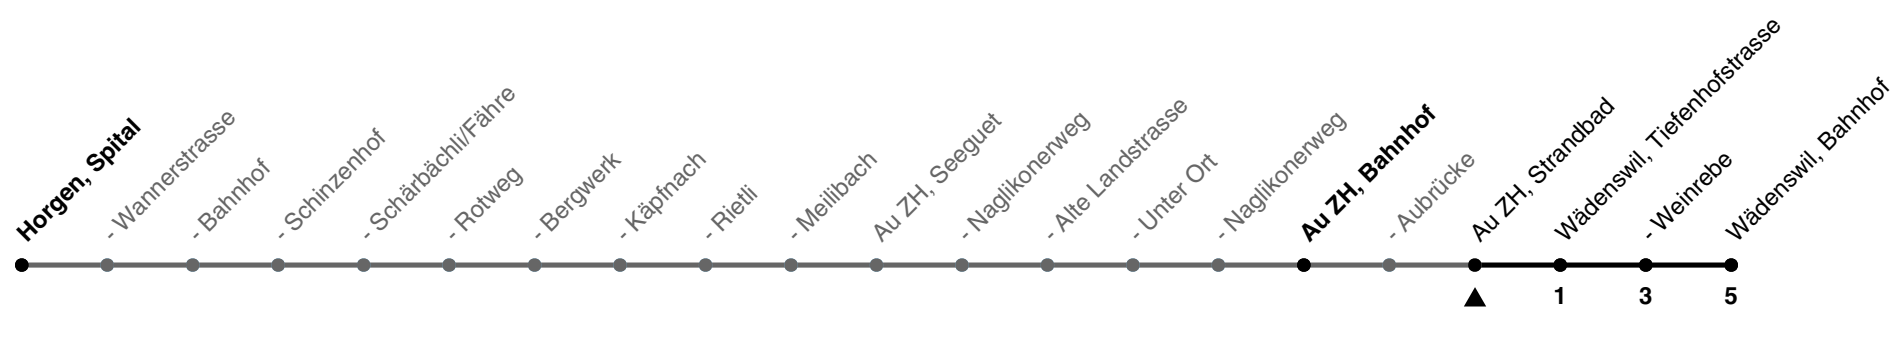 Horgen, Spital
- Wannerstrasse
- Bahnhof
- Schinzenhof
- Schärbächli/Fähre
- Rotweg
- Bergwerk
- Käpfnach
- Rietli
- Meilibach
Au ZH, Seeguet
- Naglikonerweg
- Alte Landstrasse
- Unter Ort
- Naglikonerweg
Au ZH, Bahnhof
- Aubrücke
Au ZH, Strandbad
Wädenswil, Tiefenhofstrasse
- Weinrebe
Wädenswil, Bahnhof
1
3
5